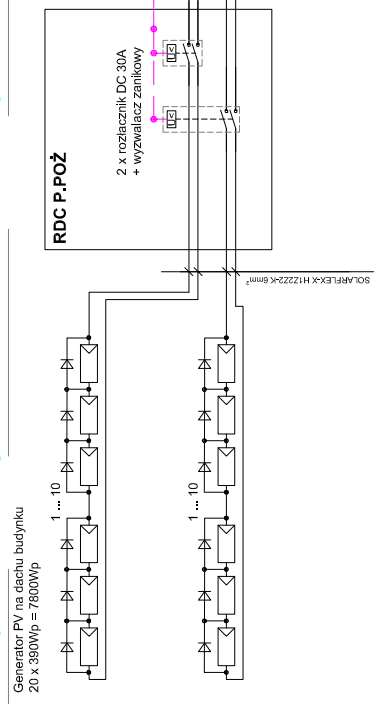 RDC P.POŻ
2 x rozłacznik DC 30A
+ wyzwalacz zanikowy
U<
U<
SOLARFLEX-X H1Z2Z2-K 6mm²
1 ... 10
1 ... 10
Generator PV na dachu budynku
20 x 390Wp = 7800Wp